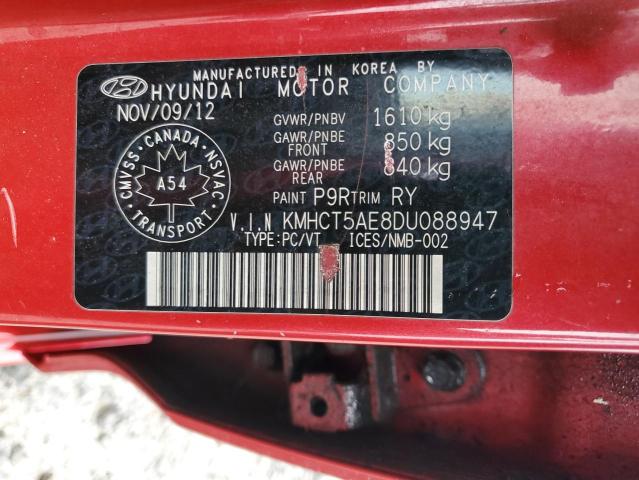 MANUFACTURED IN KOREA BY
HYUNDAI MOTOR COMPANY
NOV/09/12
GVWR/PNBV 1610 kg
GAWR/PNBE FRONT 850 kg
GAWR/PNBE REAR 840 kg
CMVSS · CANADA · NSVAC
A54
TRANSPORT
PAINT P9R TRIM RY
V.I.N KMHCT5AE8DU088947
TYPE:PC/VT ICES/NMB-002